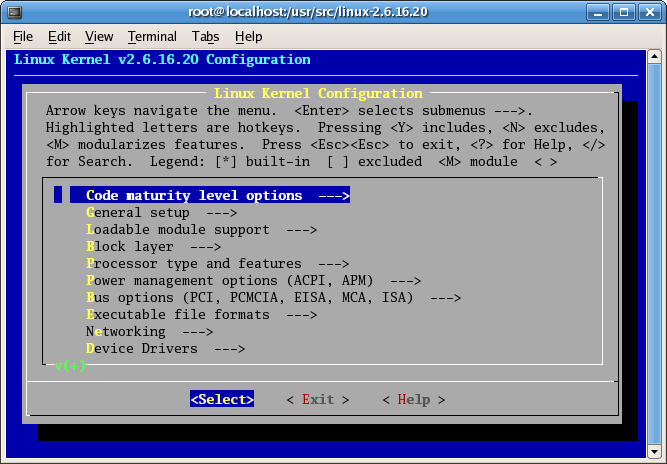 root@localhost:/usr/src/linux-2.6.16.20
File Edit View Terminal Tabs Help
Linux Kernel v2.6.16.20 Configuration
Linux Kernel Configuration
Arrow keys navigate the menu. <Enter> selects submenus --->.
Highlighted letters are hotkeys. Pressing <Y> includes, <N> excludes,
<M> modularizes features. Press <Esc><Esc> to exit, <?> for Help, </>
for Search. Legend: [*] built-in [ ] excluded <M> module < >
Code maturity level options --->
General setup --->
Loadable module support --->
Block layer --->
Processor type and features --->
Power management options (ACPI, APM) --->
Bus options (PCI, PCMCIA, EISA, MCA, ISA) --->
Executable file formats --->
Networking --->
Device Drivers --->
v(+)
<Select> < Exit > < Help >